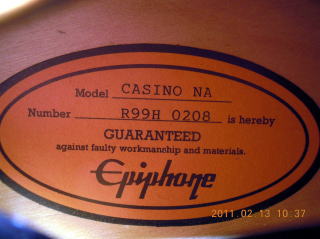 Model CASINO NA
Number R99H 0208 is hereby
GUARANTEED
against faulty workmanship and materials.
Epiphone
2011.02.13 10:37